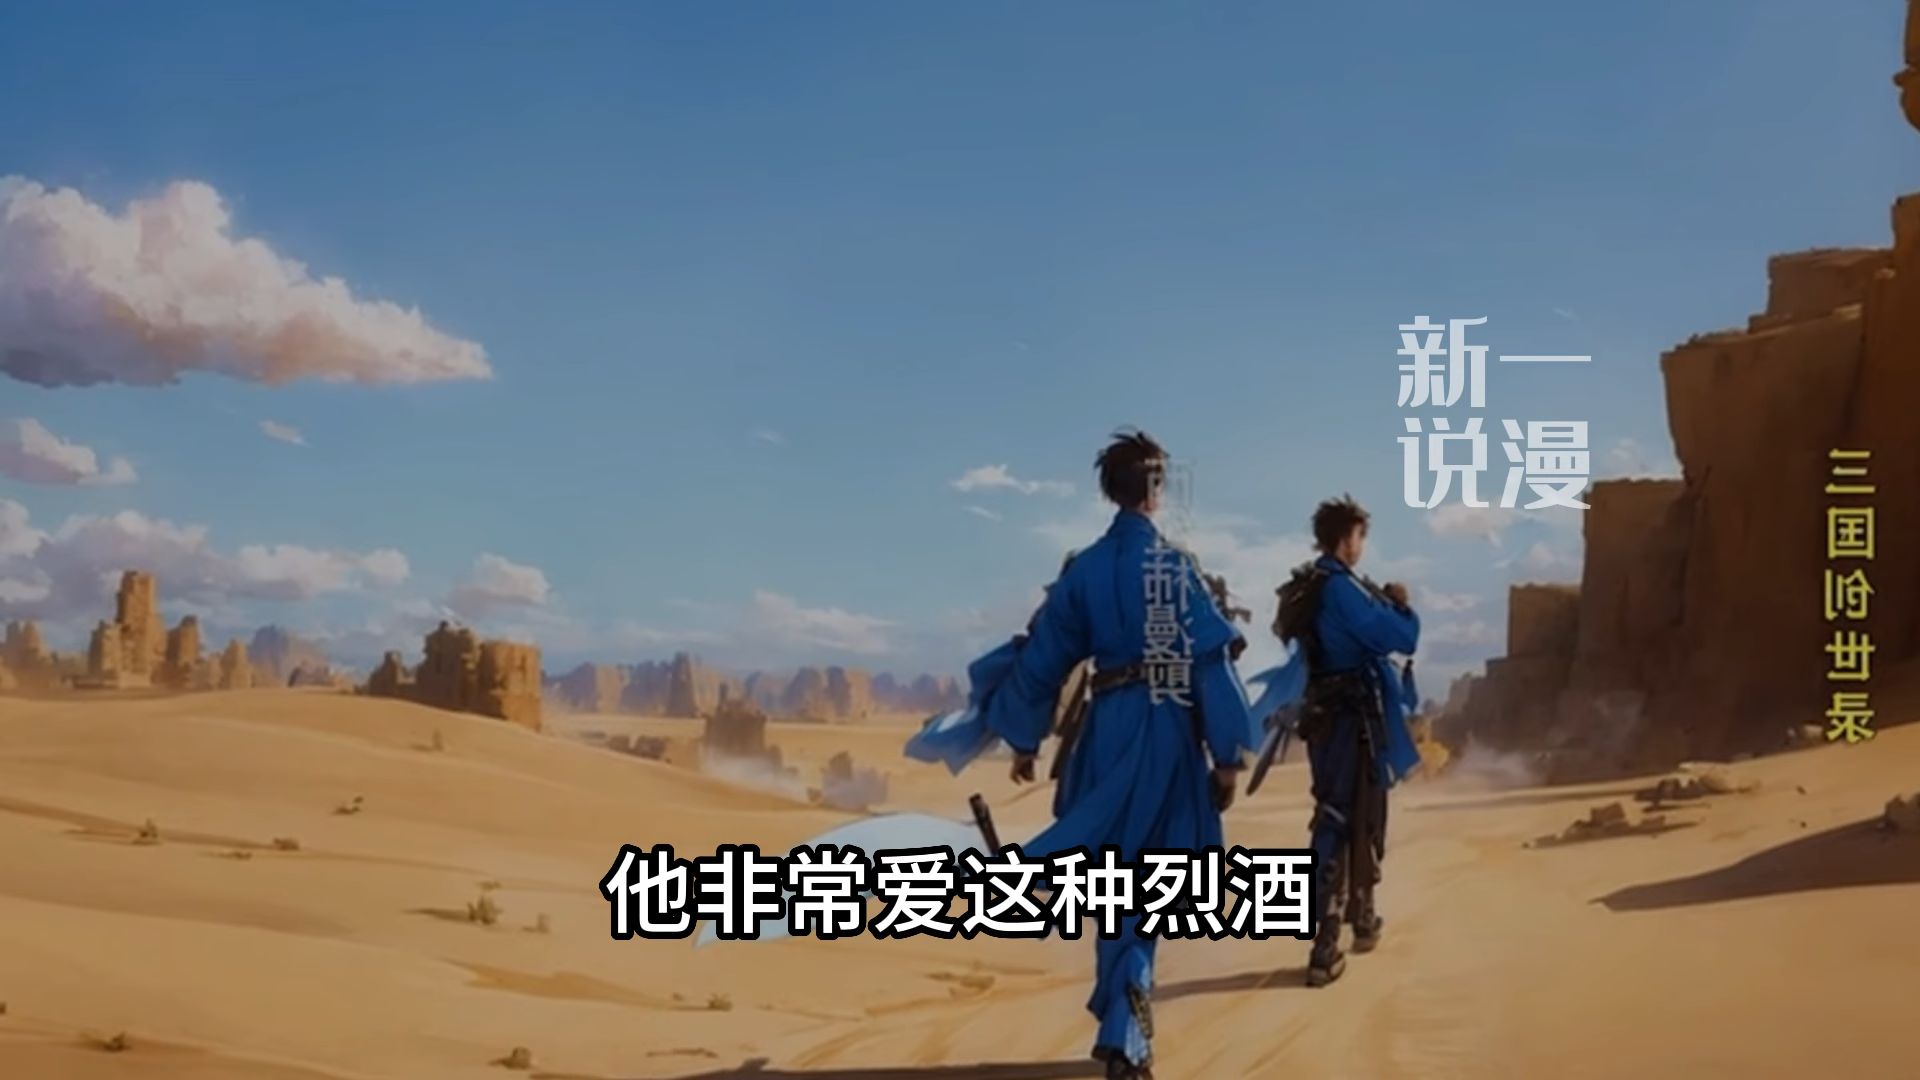 新一
说漫
三国创世录
他非常爱这种烈酒